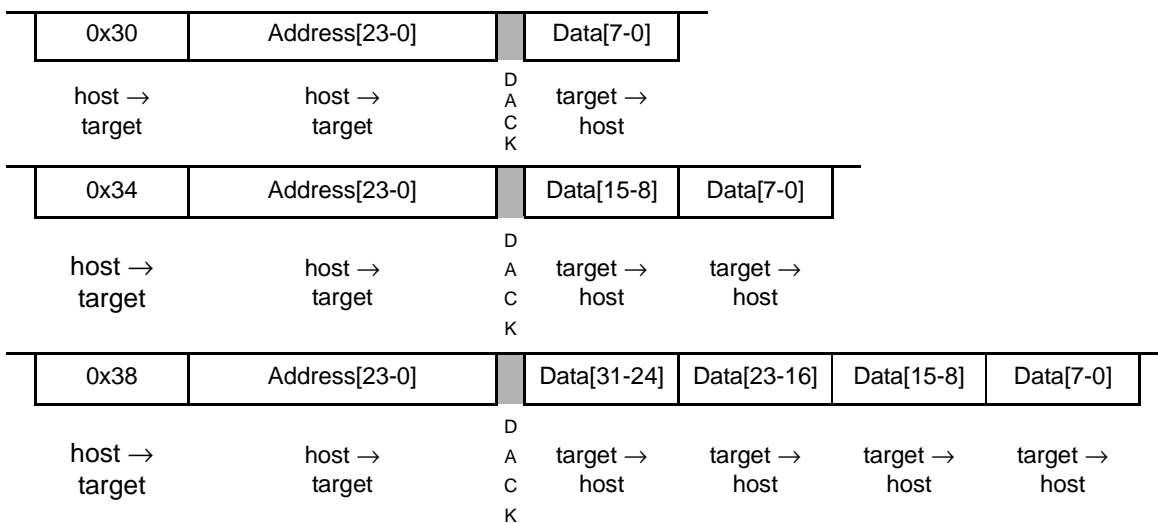 0x30 Address[23-0] Data[7-0]
host → host → D A C K target →
target target host
0x34 Address[23-0] Data[15-8] Data[7-0]
host → host → D A C K target → target →
target target host host
0x38 Address[23-0] Data[31-24] Data[23-16] Data[15-8] Data[7-0]
host → host → D A C K target → target → target → target →
target target host host host host